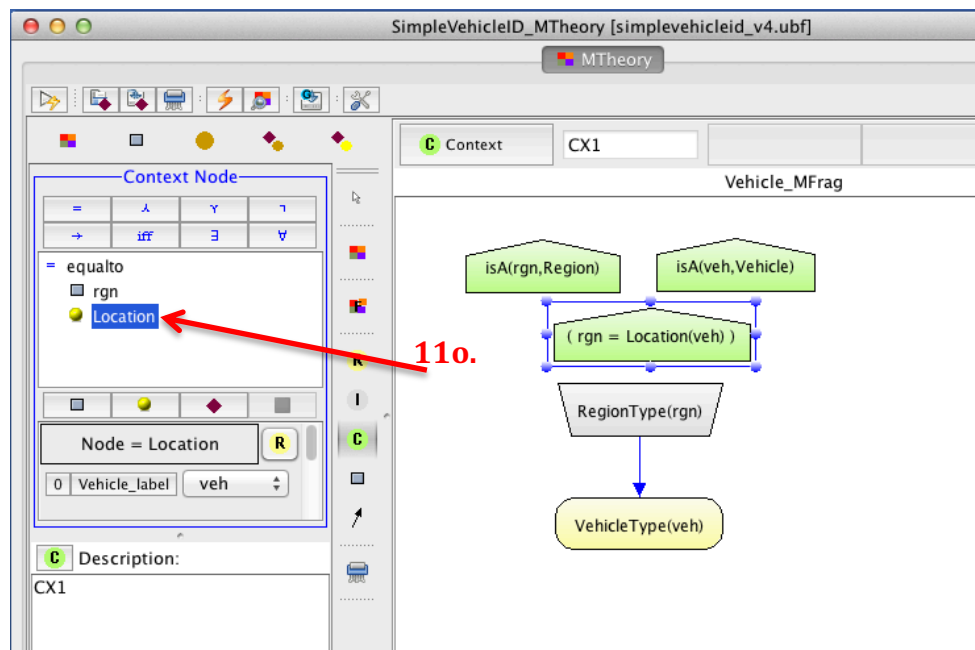 SimpleVehicleID_MTheory [simplevehicleid_v4.ubf]
MTheory
C Context CX1
Vehicle_MFrag
Context Node
= ⅄ Y ¬
→ iff ∃ ∀
= equalto
rgn
Location
Node = Location R
0 Vehicle_label veh
C Description:
CX1
R
I
C
11o.
isA(rgn,Region) isA(veh,Vehicle)
( rgn = Location(veh) )
RegionType(rgn)
VehicleType(veh)